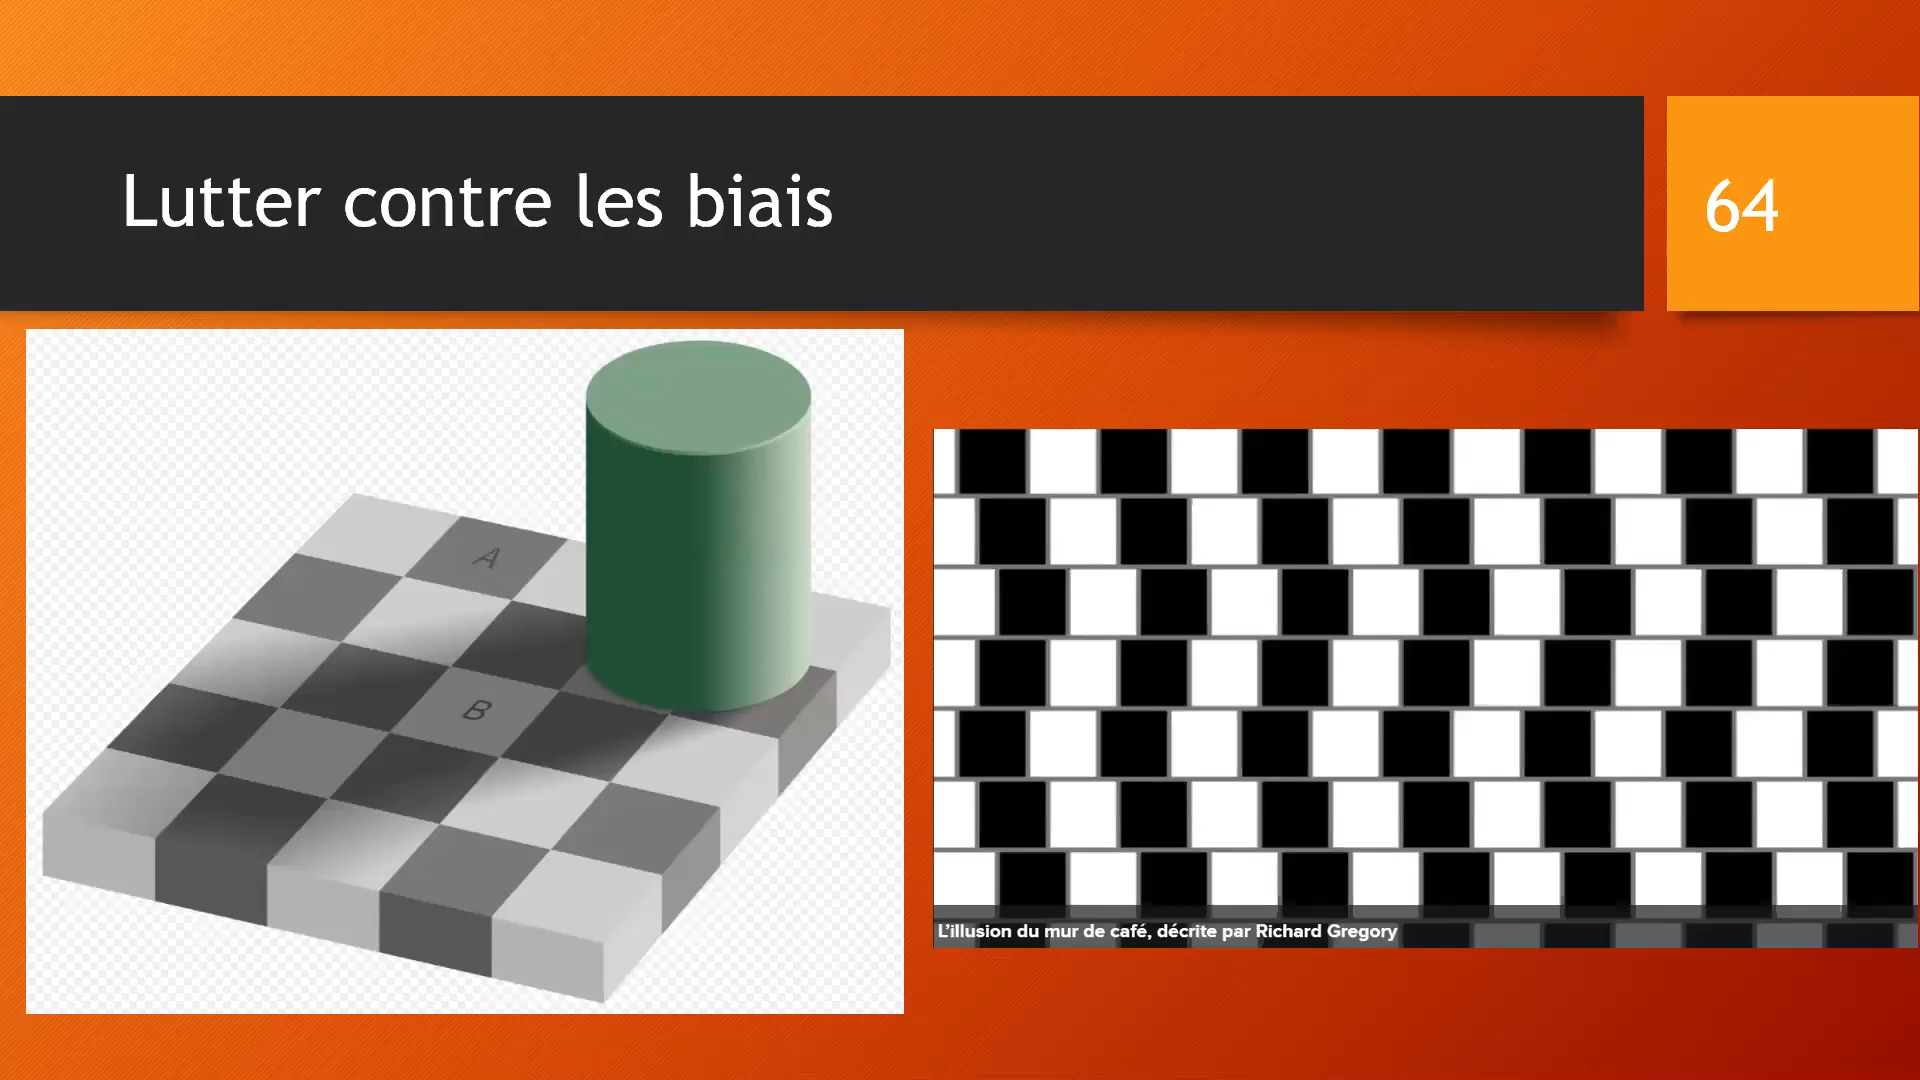 Lutter contre les biais
64
A
B
L'illusion du mur de café, décrite par Richard Gregory